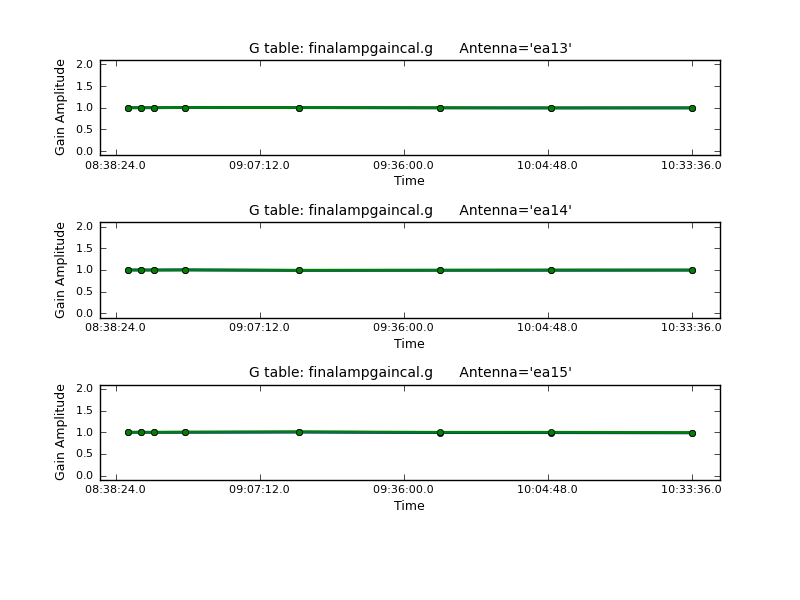 G table: finalampgaincal.g Antenna='ea13'
Gain Amplitude
2.0
1.5
1.0
0.5
0.0
08:38:24.0 09:07:12.0 09:36:00.0 10:04:48.0 10:33:36.0
Time
G table: finalampgaincal.g Antenna='ea14'
Gain Amplitude
2.0
1.5
1.0
0.5
0.0
08:38:24.0 09:07:12.0 09:36:00.0 10:04:48.0 10:33:36.0
Time
G table: finalampgaincal.g Antenna='ea15'
Gain Amplitude
2.0
1.5
1.0
0.5
0.0
08:38:24.0 09:07:12.0 09:36:00.0 10:04:48.0 10:33:36.0
Time